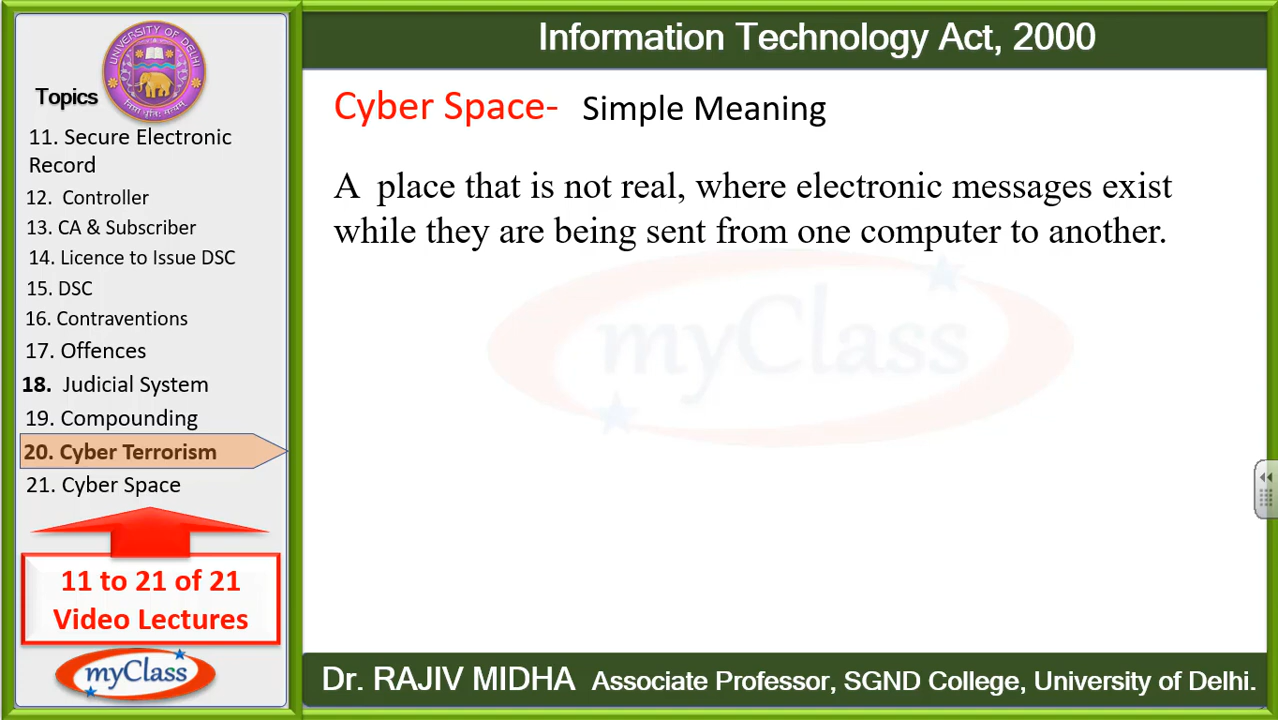 Information Technology Act, 2000
UNIVERSITY OF DELHI
Topics
11. Secure Electronic
Record
12. Controller
13. CA & Subscriber
14. Licence to Issue DSC
15. DSC
16. Contraventions
17. Offences
18. Judicial System
19. Compounding
20. Cyber Terrorism
21. Cyber Space
11 to 21 of 21
Video Lectures
myClass
Cyber Space- Simple Meaning
A place that is not real, where electronic messages exist
while they are being sent from one computer to another.
myClass
Dr. RAJIV MIDHA Associate Professor, SGND College, University of Delhi.